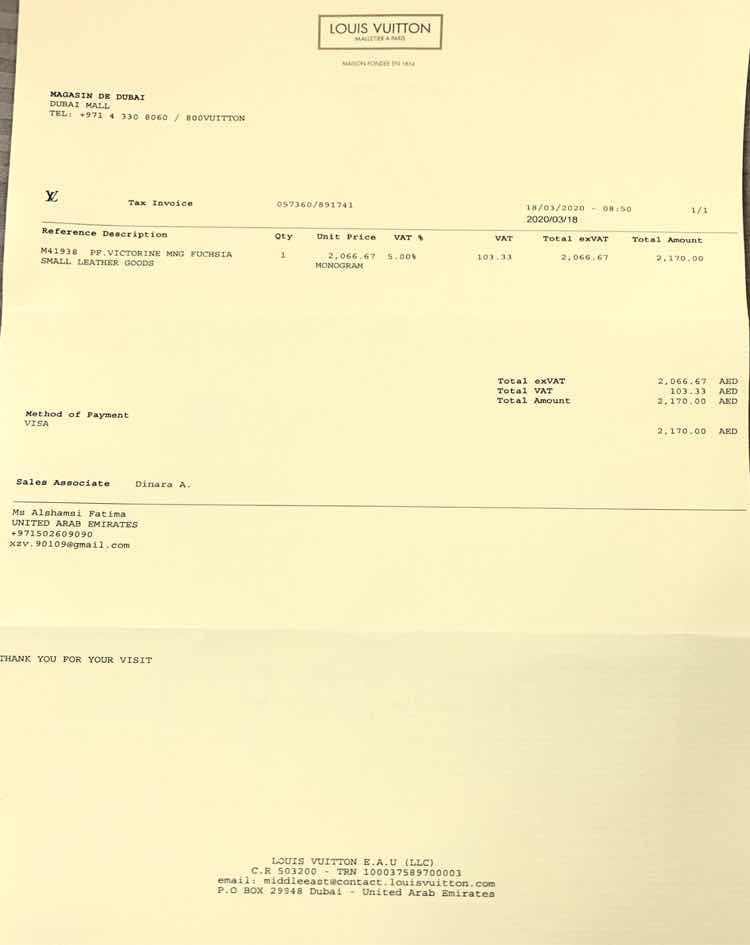 LOUIS VUITTON
MALLETIER À PARIS
MAISON FONDÉE EN 1854
MAGASIN DE DUBAI
DUBAI MALL
TEL: +971 4 330 8060 / 800VUITTON
LV Tax Invoice 057360/891741 18/03/2020 - 08:50 1/1
2020/03/18
Reference Description Qty Unit Price VAT % VAT Total exVAT Total Amount
M41938 PF.VICTORINE MNG FUCHSIA 1 2,066.67 5.00% 103.33 2,066.67 2,170.00
SMALL LEATHER GOODS MONOGRAM
Total exVAT 2,066.67 AED
Total VAT 103.33 AED
Total Amount 2,170.00 AED
Method of Payment
VISA 2,170.00 AED
Sales Associate Dinara A.
Ms Alshamsi Fatima
UNITED ARAB EMIRATES
+971502609090
xzv.90109@gmail.com
THANK YOU FOR YOUR VISIT
LOUIS VUITTON E.A.U (LLC)
C.R 503200 - TRN 100037589700003
email: middleeast@contact.louisvuitton.com
P.O BOX 29948 Dubai - United Arab Emirates